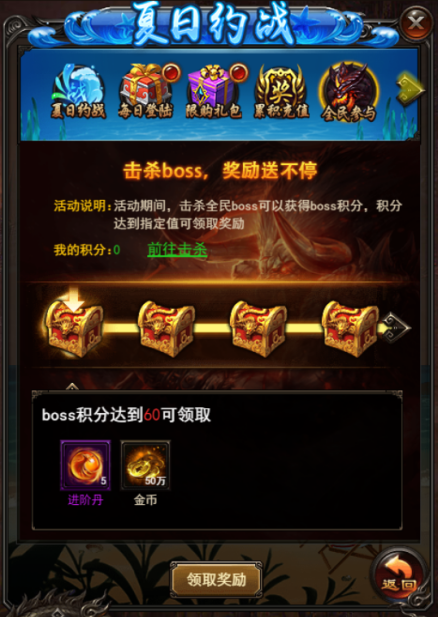 夏日约战
夏日约战 每日登陆 限购礼包 累积充值 全民参与
奖
击杀boss，奖励送不停
活动说明:活动期间，击杀全民boss可以获得boss积分，积分
达到指定值可领取奖励
我的积分:0 前往击杀
boss积分达到60可领取
5 50万
进阶丹 金币
领取奖励
返回